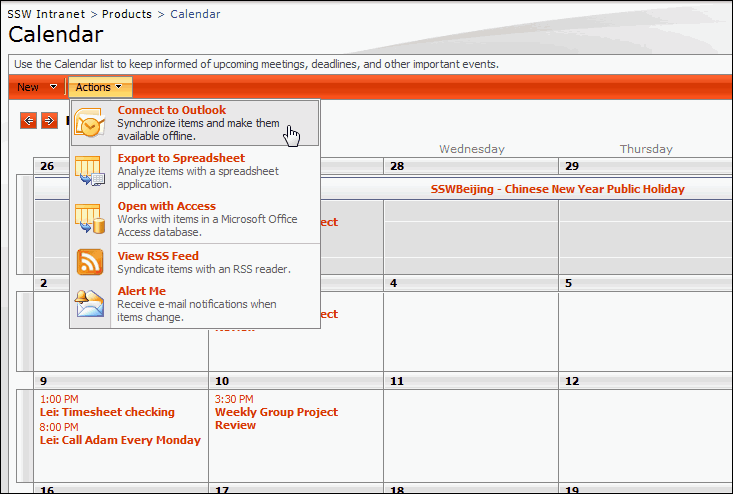 SSW Intranet > Products > Calendar
Calendar
Use the Calendar list to keep informed of upcoming meetings, deadlines, and other important events.
New Actions
Connect to Outlook
Synchronize items and make them
available offline.
Export to Spreadsheet
Analyze items with a spreadsheet
application.
Open with Access
Works with items in a Microsoft Office
Access database.
View RSS Feed
Syndicate items with an RSS reader.
Alert Me
Receive e-mail notifications when
items change.
Wednesday Thursday
26 28 29
SSWBeijing - Chinese New Year Public Holiday
2 4 5
Review
9 10 11 12
1:00 PM
Lei: Timesheet checking
8:00 PM
Lei: Call Adam Every Monday
3:30 PM
Weekly Group Project
Review
16 17 18 19